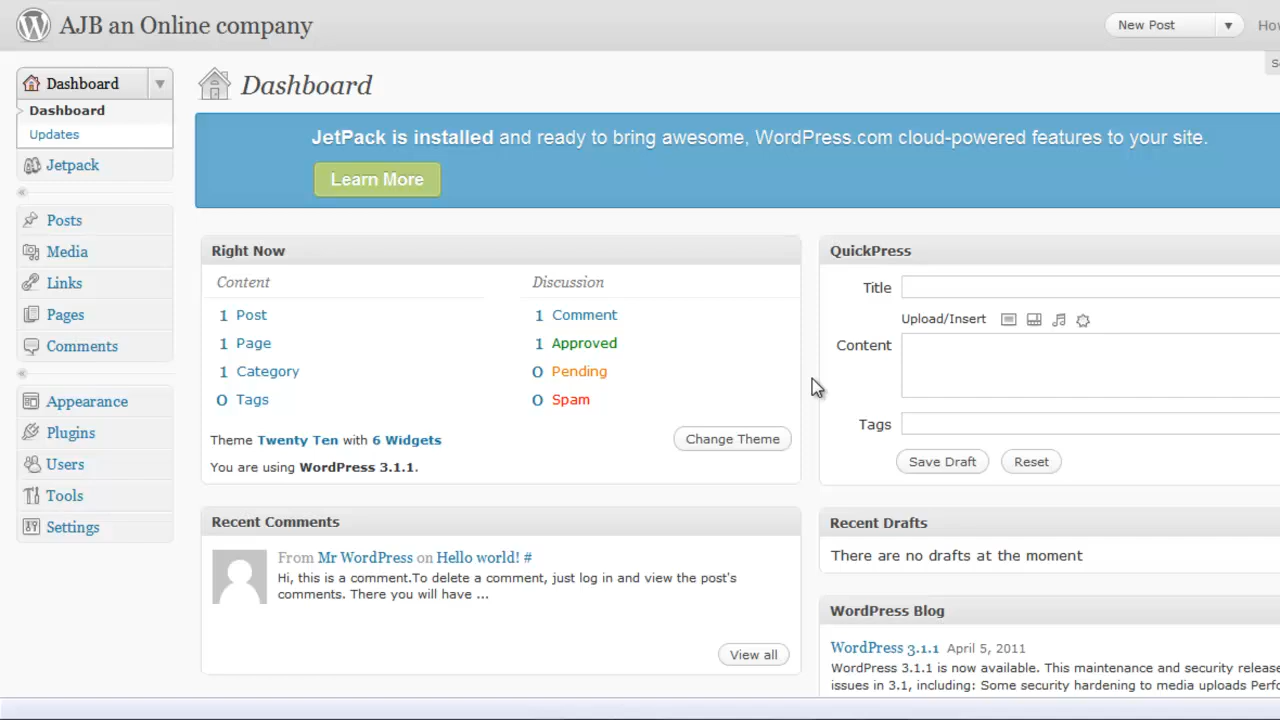 AJB an Online company
New Post
Dashboard
Dashboard
Updates
Jetpack
Posts
Media
Links
Pages
Comments
Appearance
Plugins
Users
Tools
Settings
Dashboard
JetPack is installed and ready to bring awesome, WordPress.com cloud-powered features to your site.
Learn More
Right Now
Content
1 Post
1 Page
1 Category
0 Tags
Discussion
1 Comment
1 Approved
0 Pending
0 Spam
Theme Twenty Ten with 6 Widgets
Change Theme
You are using WordPress 3.1.1.
Recent Comments
From Mr WordPress on Hello world! #
Hi, this is a comment.To delete a comment, just log in and view the post's
comments. There you will have ...
View all
QuickPress
Title
Upload/Insert
Content
Tags
Save Draft
Reset
Recent Drafts
There are no drafts at the moment
WordPress Blog
WordPress 3.1.1 April 5, 2011
WordPress 3.1.1 is now available. This maintenance and security release
issues in 3.1, including: Some security hardening to media uploads